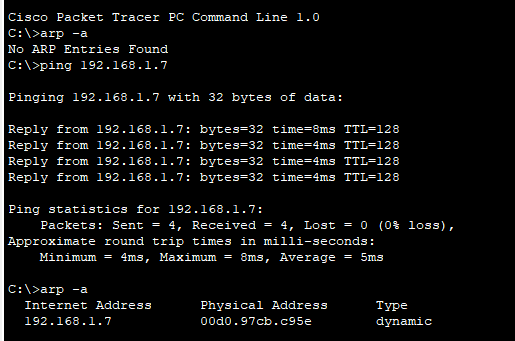 Cisco Packet Tracer PC Command Line 1.0
C:\>arp -a
No ARP Entries Found
C:\>ping 192.168.1.7

Pinging 192.168.1.7 with 32 bytes of data:

Reply from 192.168.1.7: bytes=32 time=8ms TTL=128
Reply from 192.168.1.7: bytes=32 time=4ms TTL=128
Reply from 192.168.1.7: bytes=32 time=4ms TTL=128
Reply from 192.168.1.7: bytes=32 time=4ms TTL=128

Ping statistics for 192.168.1.7:
    Packets: Sent = 4, Received = 4, Lost = 0 (0% loss),
Approximate round trip times in milli-seconds:
    Minimum = 4ms, Maximum = 8ms, Average = 5ms

C:\>arp -a
  Internet Address      Physical Address      Type
  192.168.1.7           00d0.97cb.c95e        dynamic